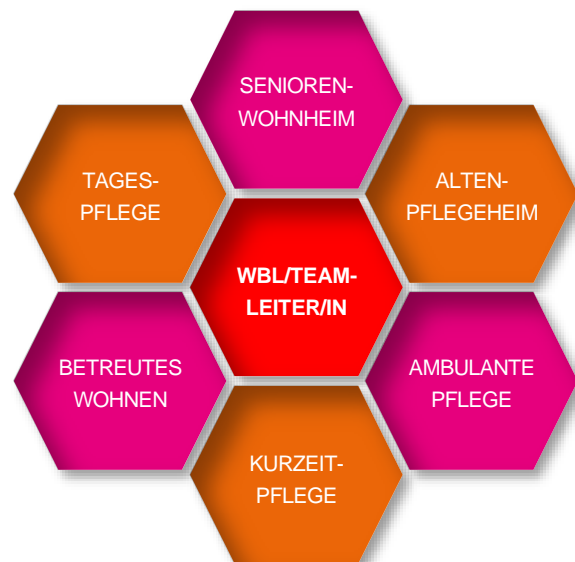 SENIOREN-
WOHNHEIM
TAGES-
PFLEGE
ALTEN-
PFLEGEHEIM
WBL/TEAM-
LEITER/IN
BETREUTES
WOHNEN
AMBULANTE
PFLEGE
KURZEIT-
PFLEGE